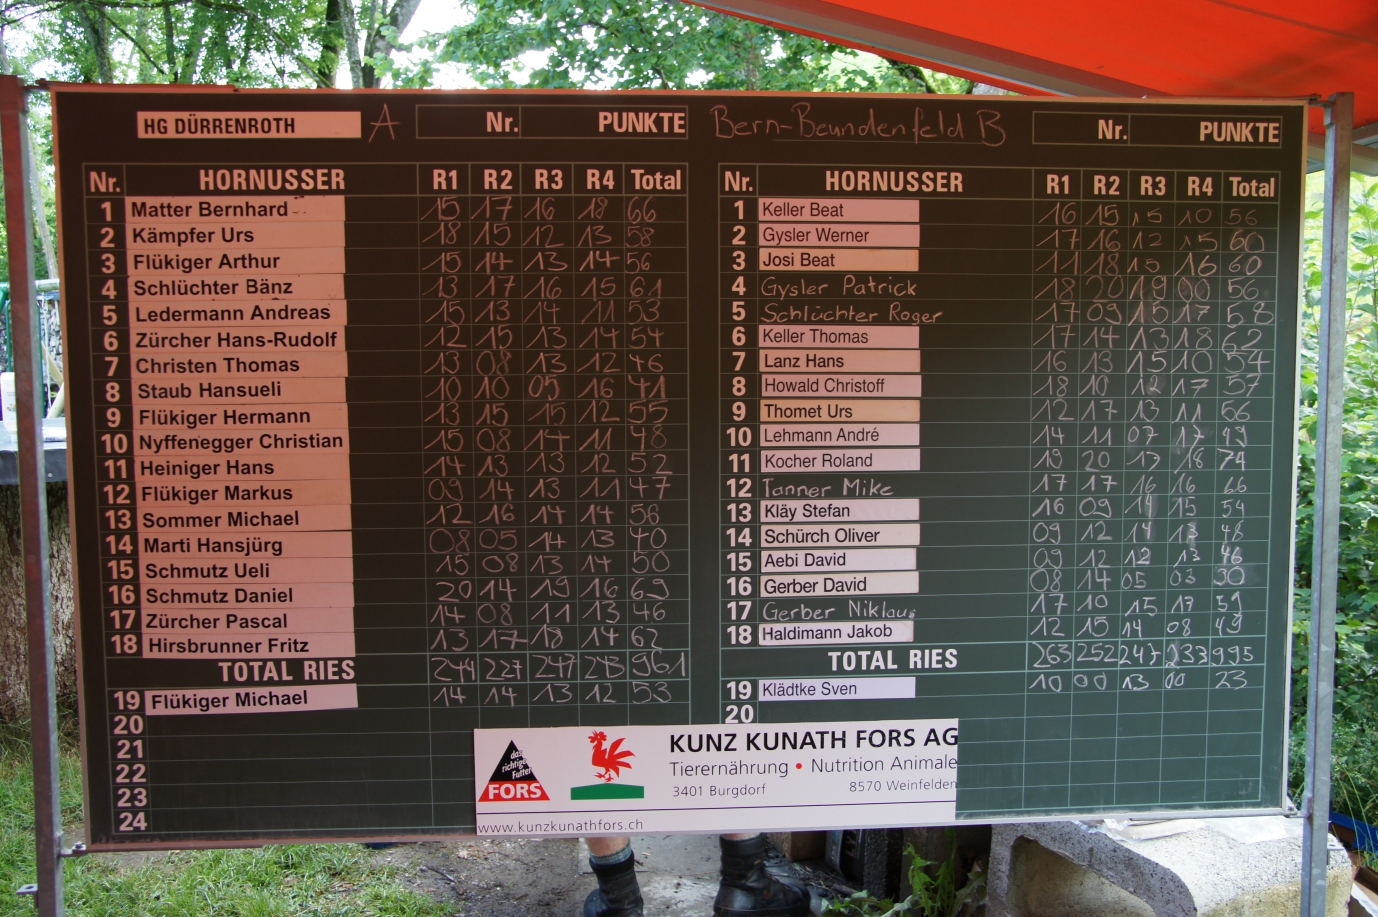 HG DÜRRENROTH A Nr. PUNKTE
Nr. HORNUSSER R1 R2 R3 R4 Total
1 Matter Bernhard 15 17 16 18 66
2 Kämpfer Urs 18 15 12 13 58
3 Flükiger Arthur 15 14 13 14 56
4 Schlüchter Bänz 13 17 16 15 61
5 Ledermann Andreas 15 13 14 11 53
6 Zürcher Hans-Rudolf 12 15 13 14 54
7 Christen Thomas 13 08 13 12 46
8 Staub Hansueli 10 10 05 16 41
9 Flükiger Hermann 13 15 15 12 55
10 Nyffenegger Christian 15 08 14 11 48
11 Heiniger Hans 14 13 13 12 52
12 Flükiger Markus 09 14 13 11 47
13 Sommer Michael 12 16 14 14 56
14 Marti Hansjürg 08 05 14 13 40
15 Schmutz Ueli 15 08 13 14 50
16 Schmutz Daniel 20 14 19 16 69
17 Zürcher Pascal 14 08 11 13 46
18 Hirsbrunner Fritz 13 17 18 14 62
TOTAL RIES 244 227 247 243 961
19 Flükiger Michael 14 14 13 12 53
20
21
22
23
24
Bern-Beundenfeld B Nr. PUNKTE
Nr. HORNUSSER R1 R2 R3 R4 Total
1 Keller Beat 16 15 15 10 56
2 Gysler Werner 17 16 12 15 60
3 Josi Beat 11 18 15 16 60
4 Gysler Patrick 18 20 19 00 56
5 Schlüchter Roger 17 09 15 17 58
6 Keller Thomas 17 14 13 18 62
7 Lanz Hans 16 13 15 10 54
8 Howald Christoff 18 10 12 17 57
9 Thomet Urs 12 17 13 11 56
10 Lehmann André 14 11 07 17 49
11 Kocher Roland 19 20 17 18 74
12 Tanner Mike 17 17 16 16 66
13 Kläy Stefan 16 09 14 15 54
14 Schürch Oliver 09 12 14 13 48
15 Aebi David 09 12 12 13 46
16 Gerber David 08 14 05 03 30
17 Gerber Niklaus 17 10 15 17 59
18 Haldimann Jakob 12 15 14 08 49
TOTAL RIES 263 252 247 233 995
19 Klädtke Sven 10 00 13 00 23
20
das richtige Futter
FORS
KUNZ KUNATH FORS AG
Tierernährung • Nutrition Animale
3401 Burgdorf 8570 Weinfelden
www.kunzkunathfors.ch